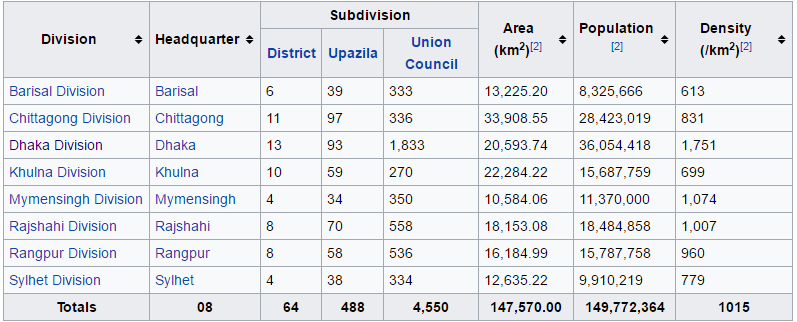 Division Headquarter Subdivision Area (km²)[2] Population [2] Density (/km²)[2]
District Upazila Union Council
Barisal Division Barisal 6 39 333 13,225.20 8,325,666 613
Chittagong Division Chittagong 11 97 336 33,908.55 28,423,019 831
Dhaka Division Dhaka 13 93 1,833 20,593.74 36,054,418 1,751
Khulna Division Khulna 10 59 270 22,284.22 15,687,759 699
Mymensingh Division Mymensingh 4 34 350 10,584.06 11,370,000 1,074
Rajshahi Division Rajshahi 8 70 558 18,153.08 18,484,858 1,007
Rangpur Division Rangpur 8 58 536 16,184.99 15,787,758 960
Sylhet Division Sylhet 4 38 334 12,635.22 9,910,219 779
Totals 08 64 488 4,550 147,570.00 149,772,364 1015